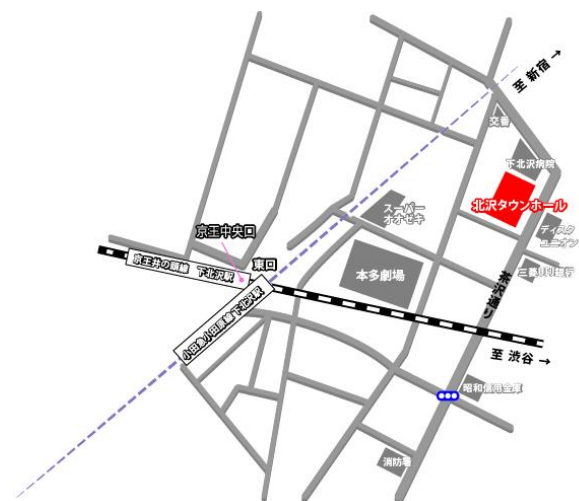 至 新宿 →
交番
下北沢病院
北沢タウンホール
スーパー
オオゼキ
ディスク
ユニオン
京王中央口
東口
京王井の頭線 下北沢駅
本多劇場
三菱UFJ銀行
茶沢通り
小田急小田原線 下北沢駅
至 渋谷 →
昭和信用金庫
消防署